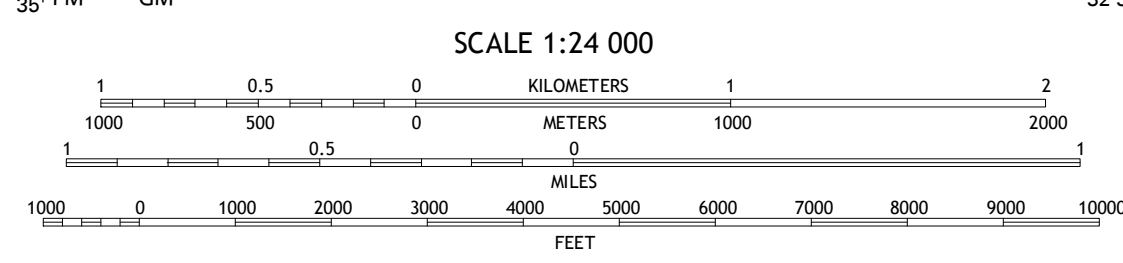 SCALE 1:24 000
1 0.5 0 KILOMETERS 1 2
1000 500 0 METERS 1000 2000
1 0.5 0 1
MILES
1000 0 1000 2000 3000 4000 5000 6000 7000 8000 9000 10000
FEET